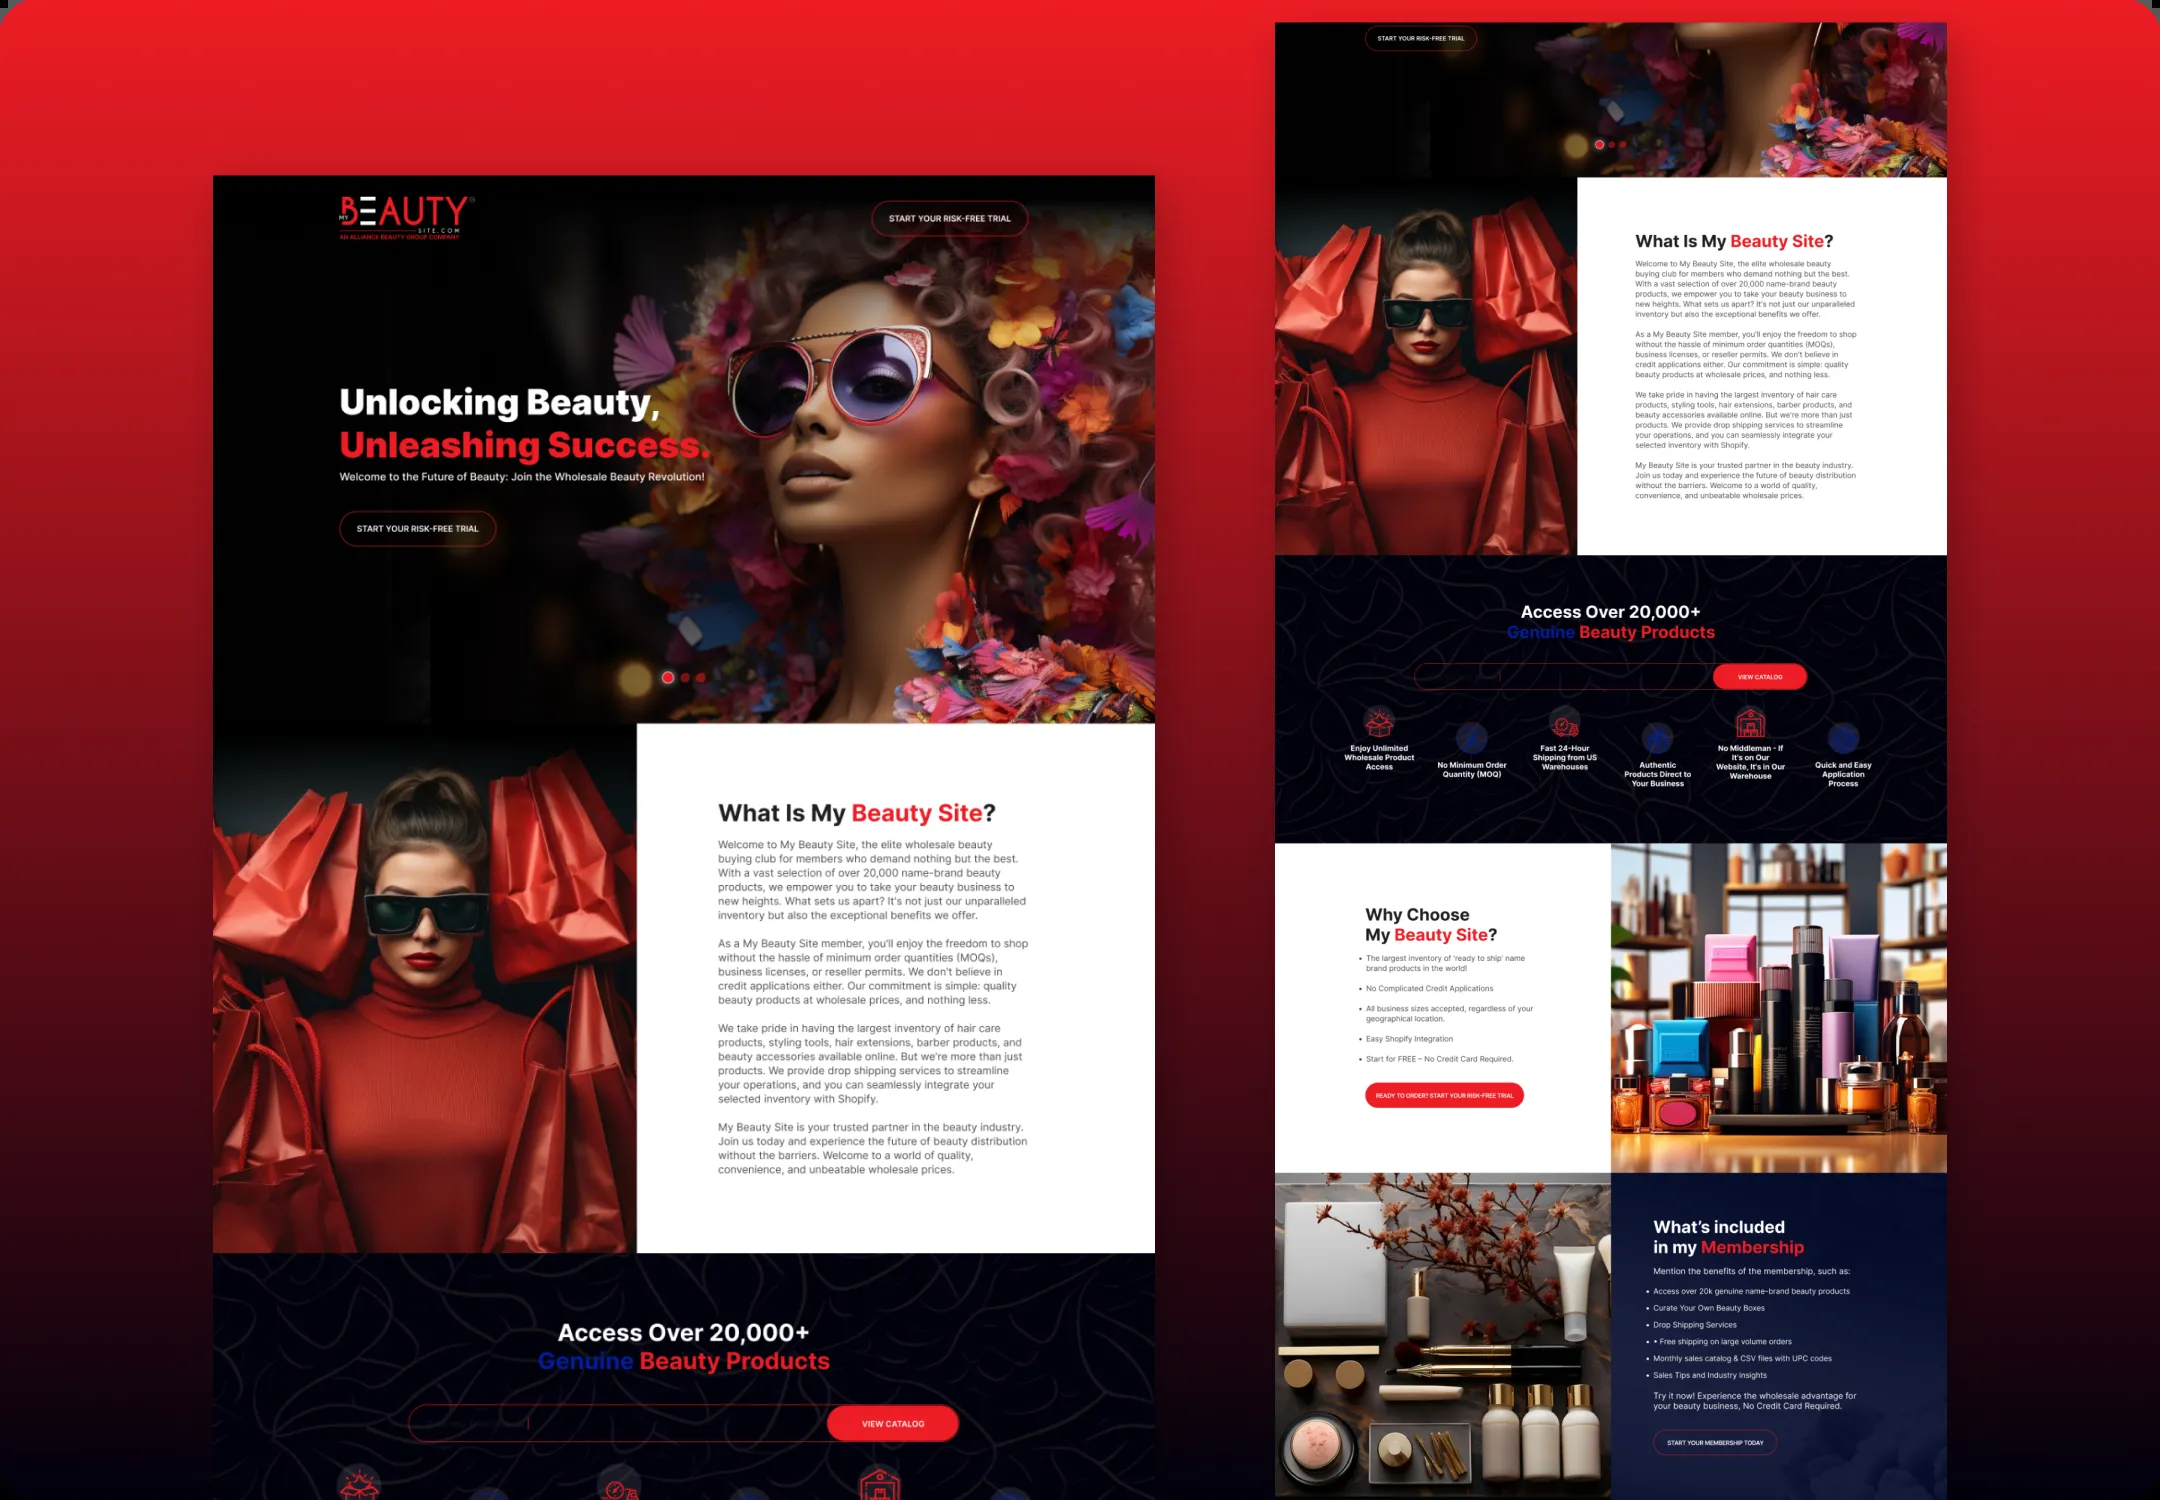 MY BEAUTY
SITE.COM
AN ALLIANCE BEAUTY GROUP COMPANY
START YOUR RISK-FREE TRIAL
Unlocking Beauty,
Unleashing Success.
Welcome to the Future of Beauty: Join the Wholesale Beauty Revolution!
START YOUR RISK-FREE TRIAL
What Is My Beauty Site?
Welcome to My Beauty Site, the elite wholesale beauty
buying club for members who demand nothing but the best.
With a vast selection of over 20,000 name-brand beauty
products, we empower you to take your beauty business to
new heights. What sets us apart? It's not just our unparalleled
inventory but also the exceptional benefits we offer.
As a My Beauty Site member, you'll enjoy the freedom to shop
without the hassle of minimum order quantities (MOQs),
business licenses, or reseller permits. We don't believe in
credit applications either. Our commitment is simple: quality
beauty products at wholesale prices, and nothing less.
We take pride in having the largest inventory of hair care
products, styling tools, hair extensions, barber products, and
beauty accessories available online. But we're more than just
products. We provide drop shipping services to streamline
your operations, and you can seamlessly integrate your
selected inventory with Shopify.
My Beauty Site is your trusted partner in the beauty industry.
Join us today and experience the future of beauty distribution
without the barriers. Welcome to a world of quality,
convenience, and unbeatable wholesale prices.
Access Over 20,000+
Genuine Beauty Products
VIEW CATALOG
START YOUR RISK-FREE TRIAL
What Is My Beauty Site?
Welcome to My Beauty Site, the elite wholesale beauty
buying club for members who demand nothing but the best.
With a vast selection of over 20,000 name-brand beauty
products, we empower you to take your beauty business to
new heights. What sets us apart? It's not just our unparalleled
inventory but also the exceptional benefits we offer.
As a My Beauty Site member, you'll enjoy the freedom to shop
without the hassle of minimum order quantities (MOQs),
business licenses, or reseller permits. We don't believe in
credit applications either. Our commitment is simple: quality
beauty products at wholesale prices, and nothing less.
We take pride in having the largest inventory of hair care
products, styling tools, hair extensions, barber products, and
beauty accessories available online. But we're more than just
products. We provide drop shipping services to streamline
your operations, and you can seamlessly integrate your
selected inventory with Shopify.
My Beauty Site is your trusted partner in the beauty industry.
Join us today and experience the future of beauty distribution
without the barriers. Welcome to a world of quality,
convenience, and unbeatable wholesale prices.
Access Over 20,000+
Genuine Beauty Products
VIEW CATALOG
Enjoy Unlimited
Wholesale Product
Access
No Minimum Order
Quantity (MOQ)
Fast 24-Hour
Shipping from US
Warehouses
Authentic
Products Direct to
Your Business
No Middleman - If
It's on Our
Website, It's in Our
Warehouse
Quick and Easy
Application
Process
Why Choose
My Beauty Site?
• The largest inventory of 'ready to ship' name
brand products in the world!
• No Complicated Credit Applications
• All business sizes accepted, regardless of your
geographical location.
• Easy Shopify Integration
• Start for FREE – No Credit Card Required.
READY TO ORDER? START YOUR RISK-FREE TRIAL
What's included
in my Membership
Mention the benefits of the membership, such as:
• Access over 20k genuine name-brand beauty products
• Curate Your Own Beauty Boxes
• Drop Shipping Services
• • Free shipping on large volume orders
• Monthly sales catalog & CSV files with UPC codes
• Sales Tips and Industry Insights
Try it now! Experience the wholesale advantage for
your beauty business, No Credit Card Required.
START YOUR MEMBERSHIP TODAY